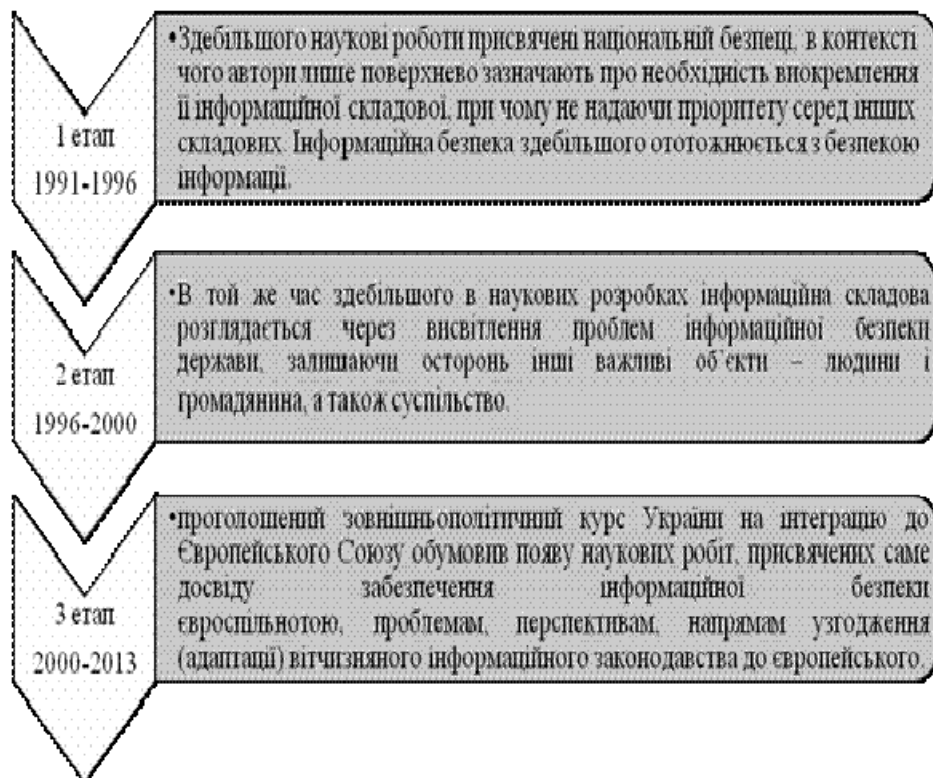 •Здебільшого наукові роботи присвячені національній безпеці, в контексті
чого автори лише поверхнево зазначають про необхідність виокремлення
її інформаційної складової, при чому не надаючи пріоритету серед інших
складових. Інформаційна безпека здебільшого ототожнюється з безпекою
інформації.
1 етап
1991-1996
•В той же час здебільшого в наукових розробках інформаційна складова
розглядається через висвітлення проблем інформаційної безпеки
держави, залишаючи осторонь інші важливі об`єкти – людини і
громадянина, а також суспільство.
2 етап
1996-2000
•проголошений зовнішньополітичний курс України на інтеграцію до
Європейського Союзу обумовив появу наукових робіт, присвячених саме
досвіду забезпечення інформаційної безпеки
євроспільнотою, проблемам, перспективам, напрямам узгодження
(адаптації) вітчизняного інформаційного законодавства до європейського.
3 етап
2000-2013